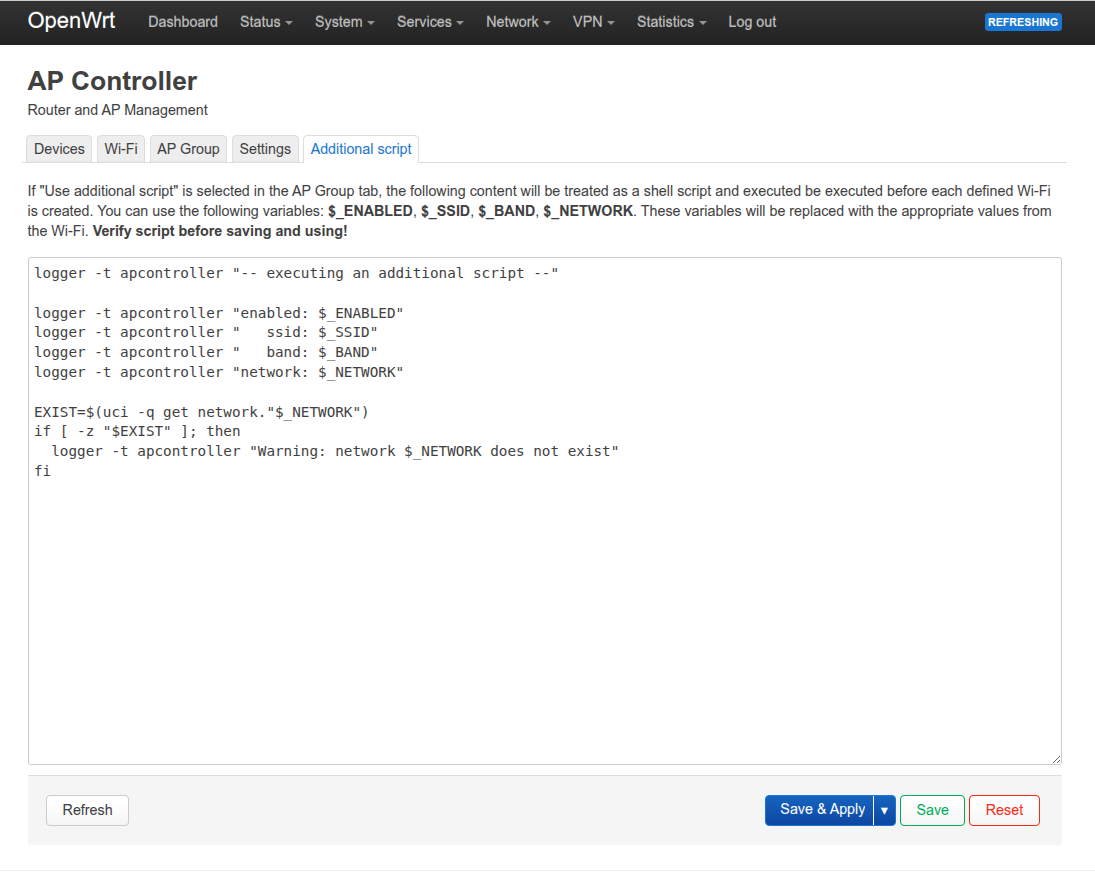 OpenWrt Dashboard Status System Services Network VPN Statistics Log out REFRESHING
AP Controller
Router and AP Management
Devices Wi-Fi AP Group Settings Additional script
If "Use additional script" is selected in the AP Group tab, the following content will be treated as a shell script and executed be executed before each defined Wi-Fi
is created. You can use the following variables: $_ENABLED, $_SSID, $_BAND, $_NETWORK. These variables will be replaced with the appropriate values from
the Wi-Fi. Verify script before saving and using!
logger -t apcontroller "-- executing an additional script --"
logger -t apcontroller "enabled: $_ENABLED"
logger -t apcontroller "   ssid: $_SSID"
logger -t apcontroller "   band: $_BAND"
logger -t apcontroller "network: $_NETWORK"
EXIST=$(uci -q get network."$_NETWORK")
if [ -z "$EXIST" ]; then
  logger -t apcontroller "Warning: network $_NETWORK does not exist"
fi
Refresh Save & Apply ▾ Save Reset